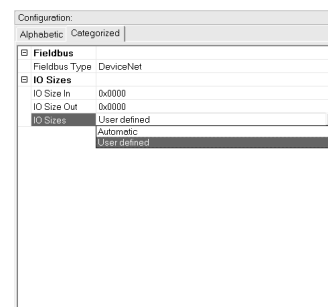 Configuration:
Alphabetic Categorized
Fieldbus
Fieldbus Type DeviceNet
IO Sizes
IO Size In 0x0000
IO Size Out 0x0000
IO Sizes User defined
Automatic
User defined